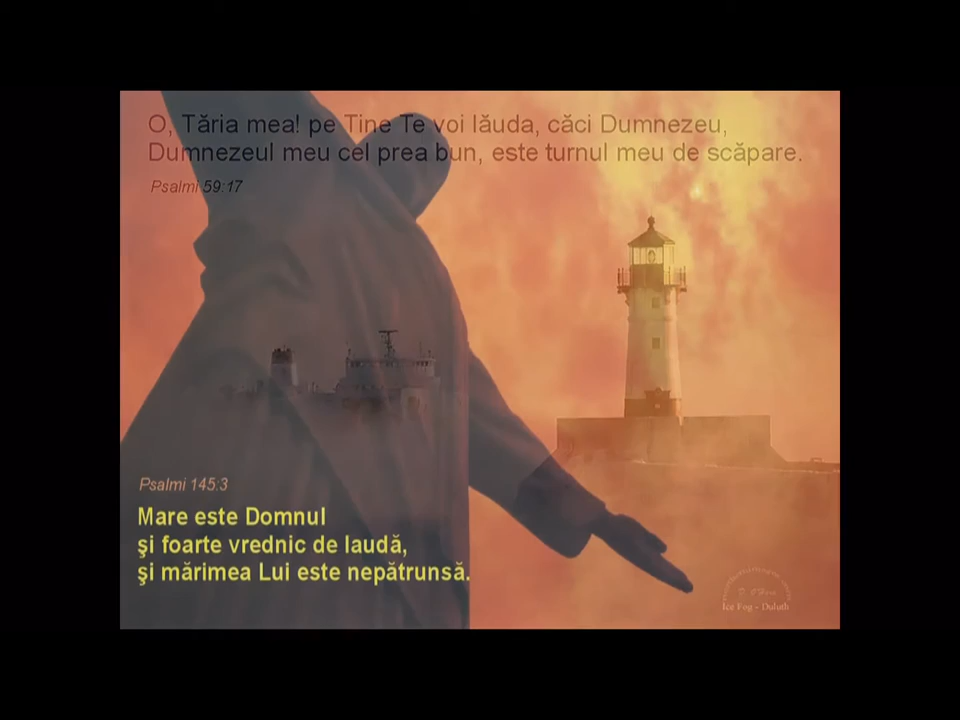 O, Tăria mea! pe Tine Te voi lăuda, căci Dumnezeu,
Dumnezeul meu cel prea bun, este turnul meu de scăpare.
Psalmi 59:17
Psalmi 145:3
Mare este Domnul
şi foarte vrednic de laudă,
şi mărimea Lui este nepătrunsă.
Ice Fog - Duluth